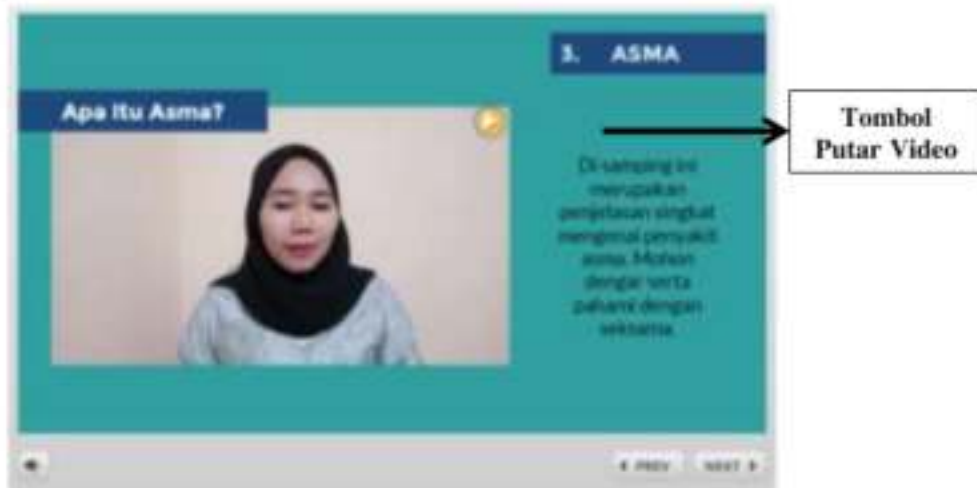 3. ASMA
Apa Itu Asma?
Tombol
Putar Video
Di samping ini
merupakan
penjelasan singkat
mengenai penyakit
asma. Mohon
dengar serta
pahami dengan
seksama.
PREV NEXT